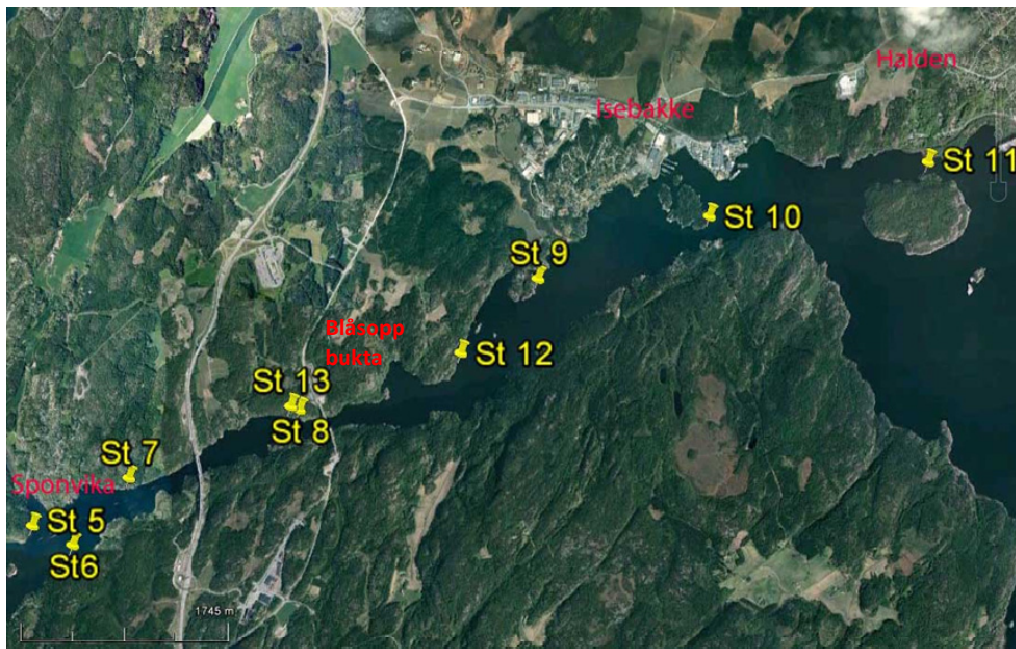 Halden
Isebakke
St 11
St 10
St 9
Blåsopp
bukta
St 12
St 13
St 8
St 7
Sponvika
St 5
St6
1745 m